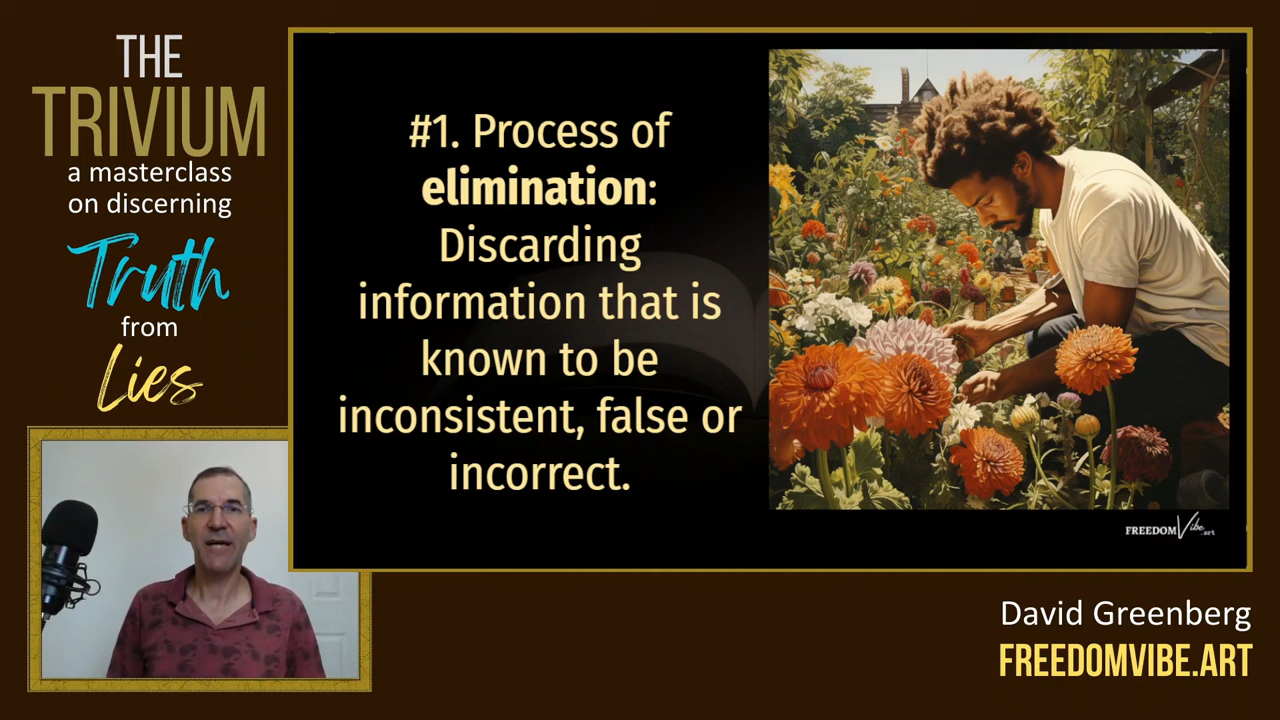 THE
TRIVIUM
a masterclass
on discerning
Truth
from
Lies
#1. Process of
elimination:
Discarding
information that is
known to be
inconsistent, false or
incorrect.
FREEDOMVibe.art
David Greenberg
FREEDOMVIBE.ART